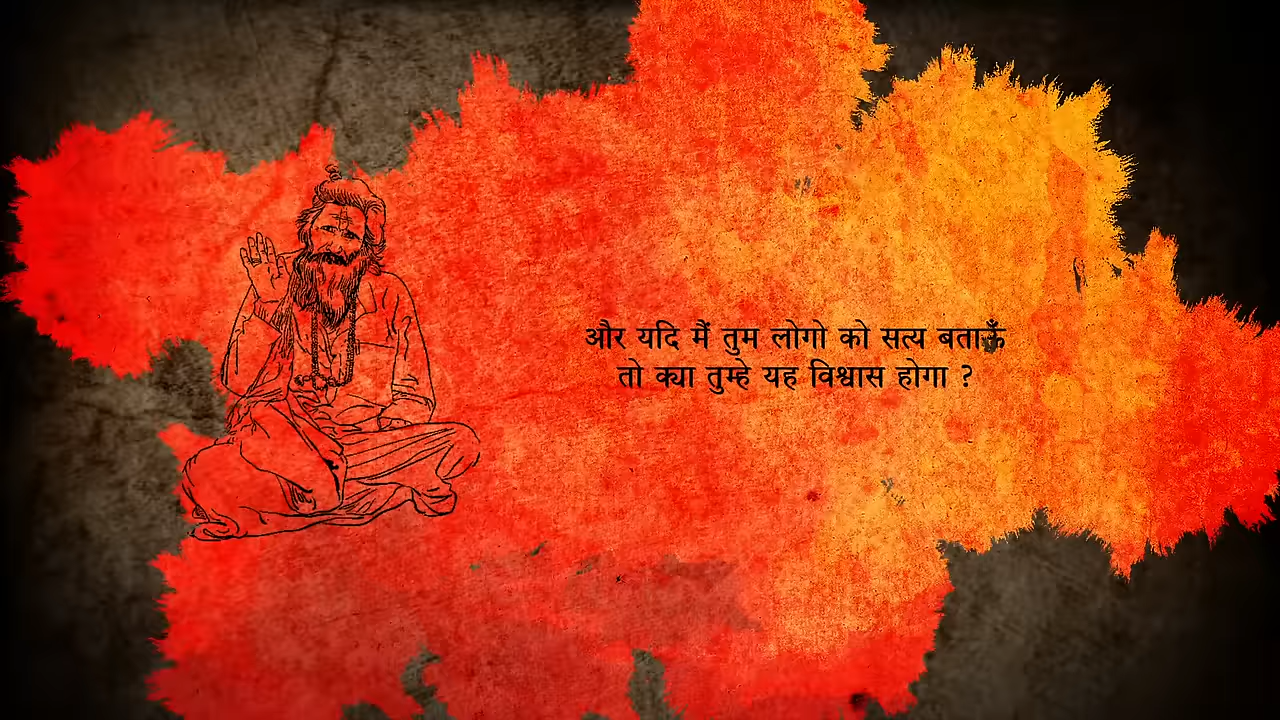 और यदि मैं तुम लोगो को सत्य बताऊँ
तो क्या तुम्हे यह विश्वास होगा ?